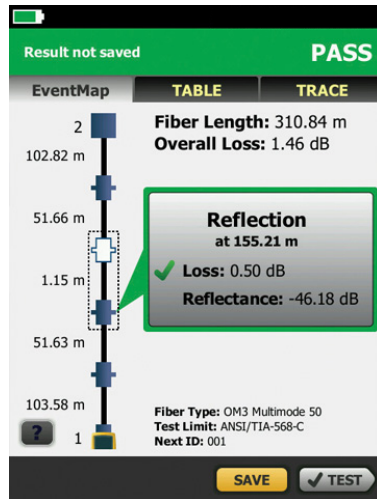 Result not saved
PASS
EventMap
TABLE
TRACE
2
102.82 m
51.66 m
1.15 m
51.63 m
103.58 m
1
Fiber Length: 310.84 m
Overall Loss: 1.46 dB
Reflection
at 155.21 m
Loss: 0.50 dB
Reflectance: -46.18 dB
Fiber Type: OM3 Multimode 50
Test Limit: ANSI/TIA-568-C
Next ID: 001
?
SAVE
TEST